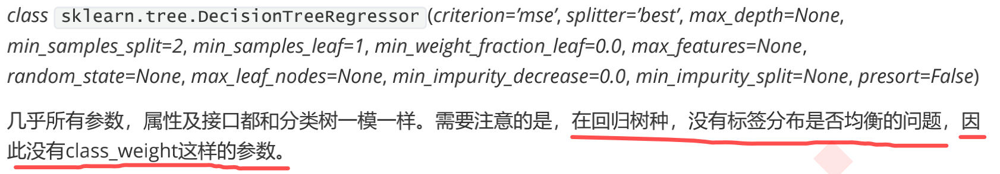 class sklearn.tree.DecisionTreeRegressor (criterion=’mse’, splitter=’best’, max_depth=None,
min_samples_split=2, min_samples_leaf=1, min_weight_fraction_leaf=0.0, max_features=None,
random_state=None, max_leaf_nodes=None, min_impurity_decrease=0.0, min_impurity_split=None, presort=False)
几乎所有参数，属性及接口都和分类树一模一样。需要注意的是，在回归树种，没有标签分布是否均衡的问题，因
此没有class_weight这样的参数。